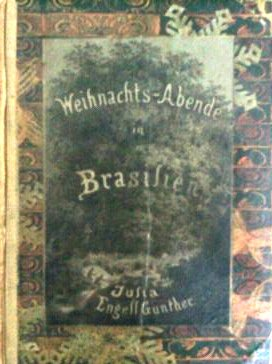 Weihnachts-Abende
in
Brasilien
Julia
Engell Günther